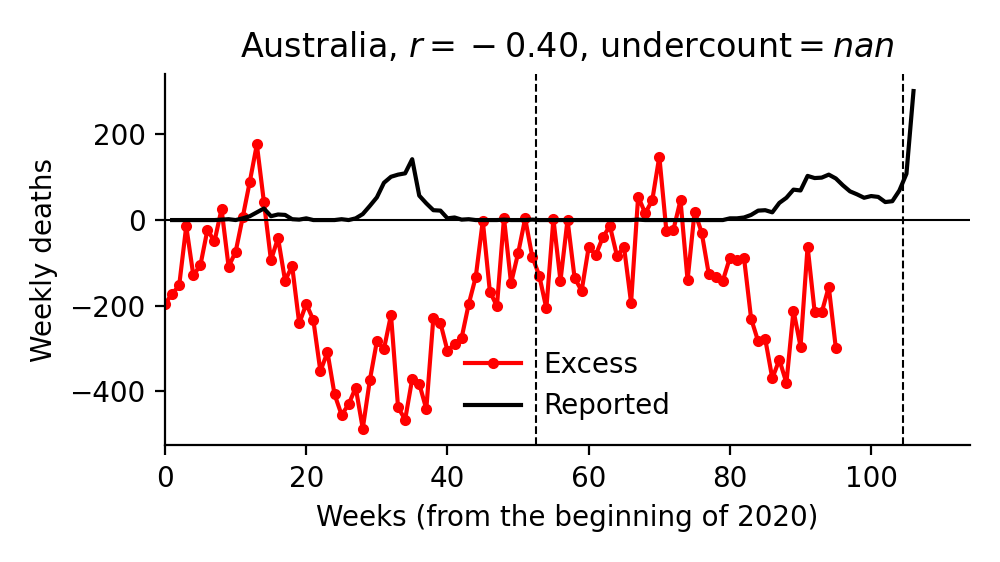 Australia, r = −0.40, undercount = nan
Weekly deaths
200
0
−200
−400
Excess
Reported
0 20 40 60 80 100
Weeks (from the beginning of 2020)